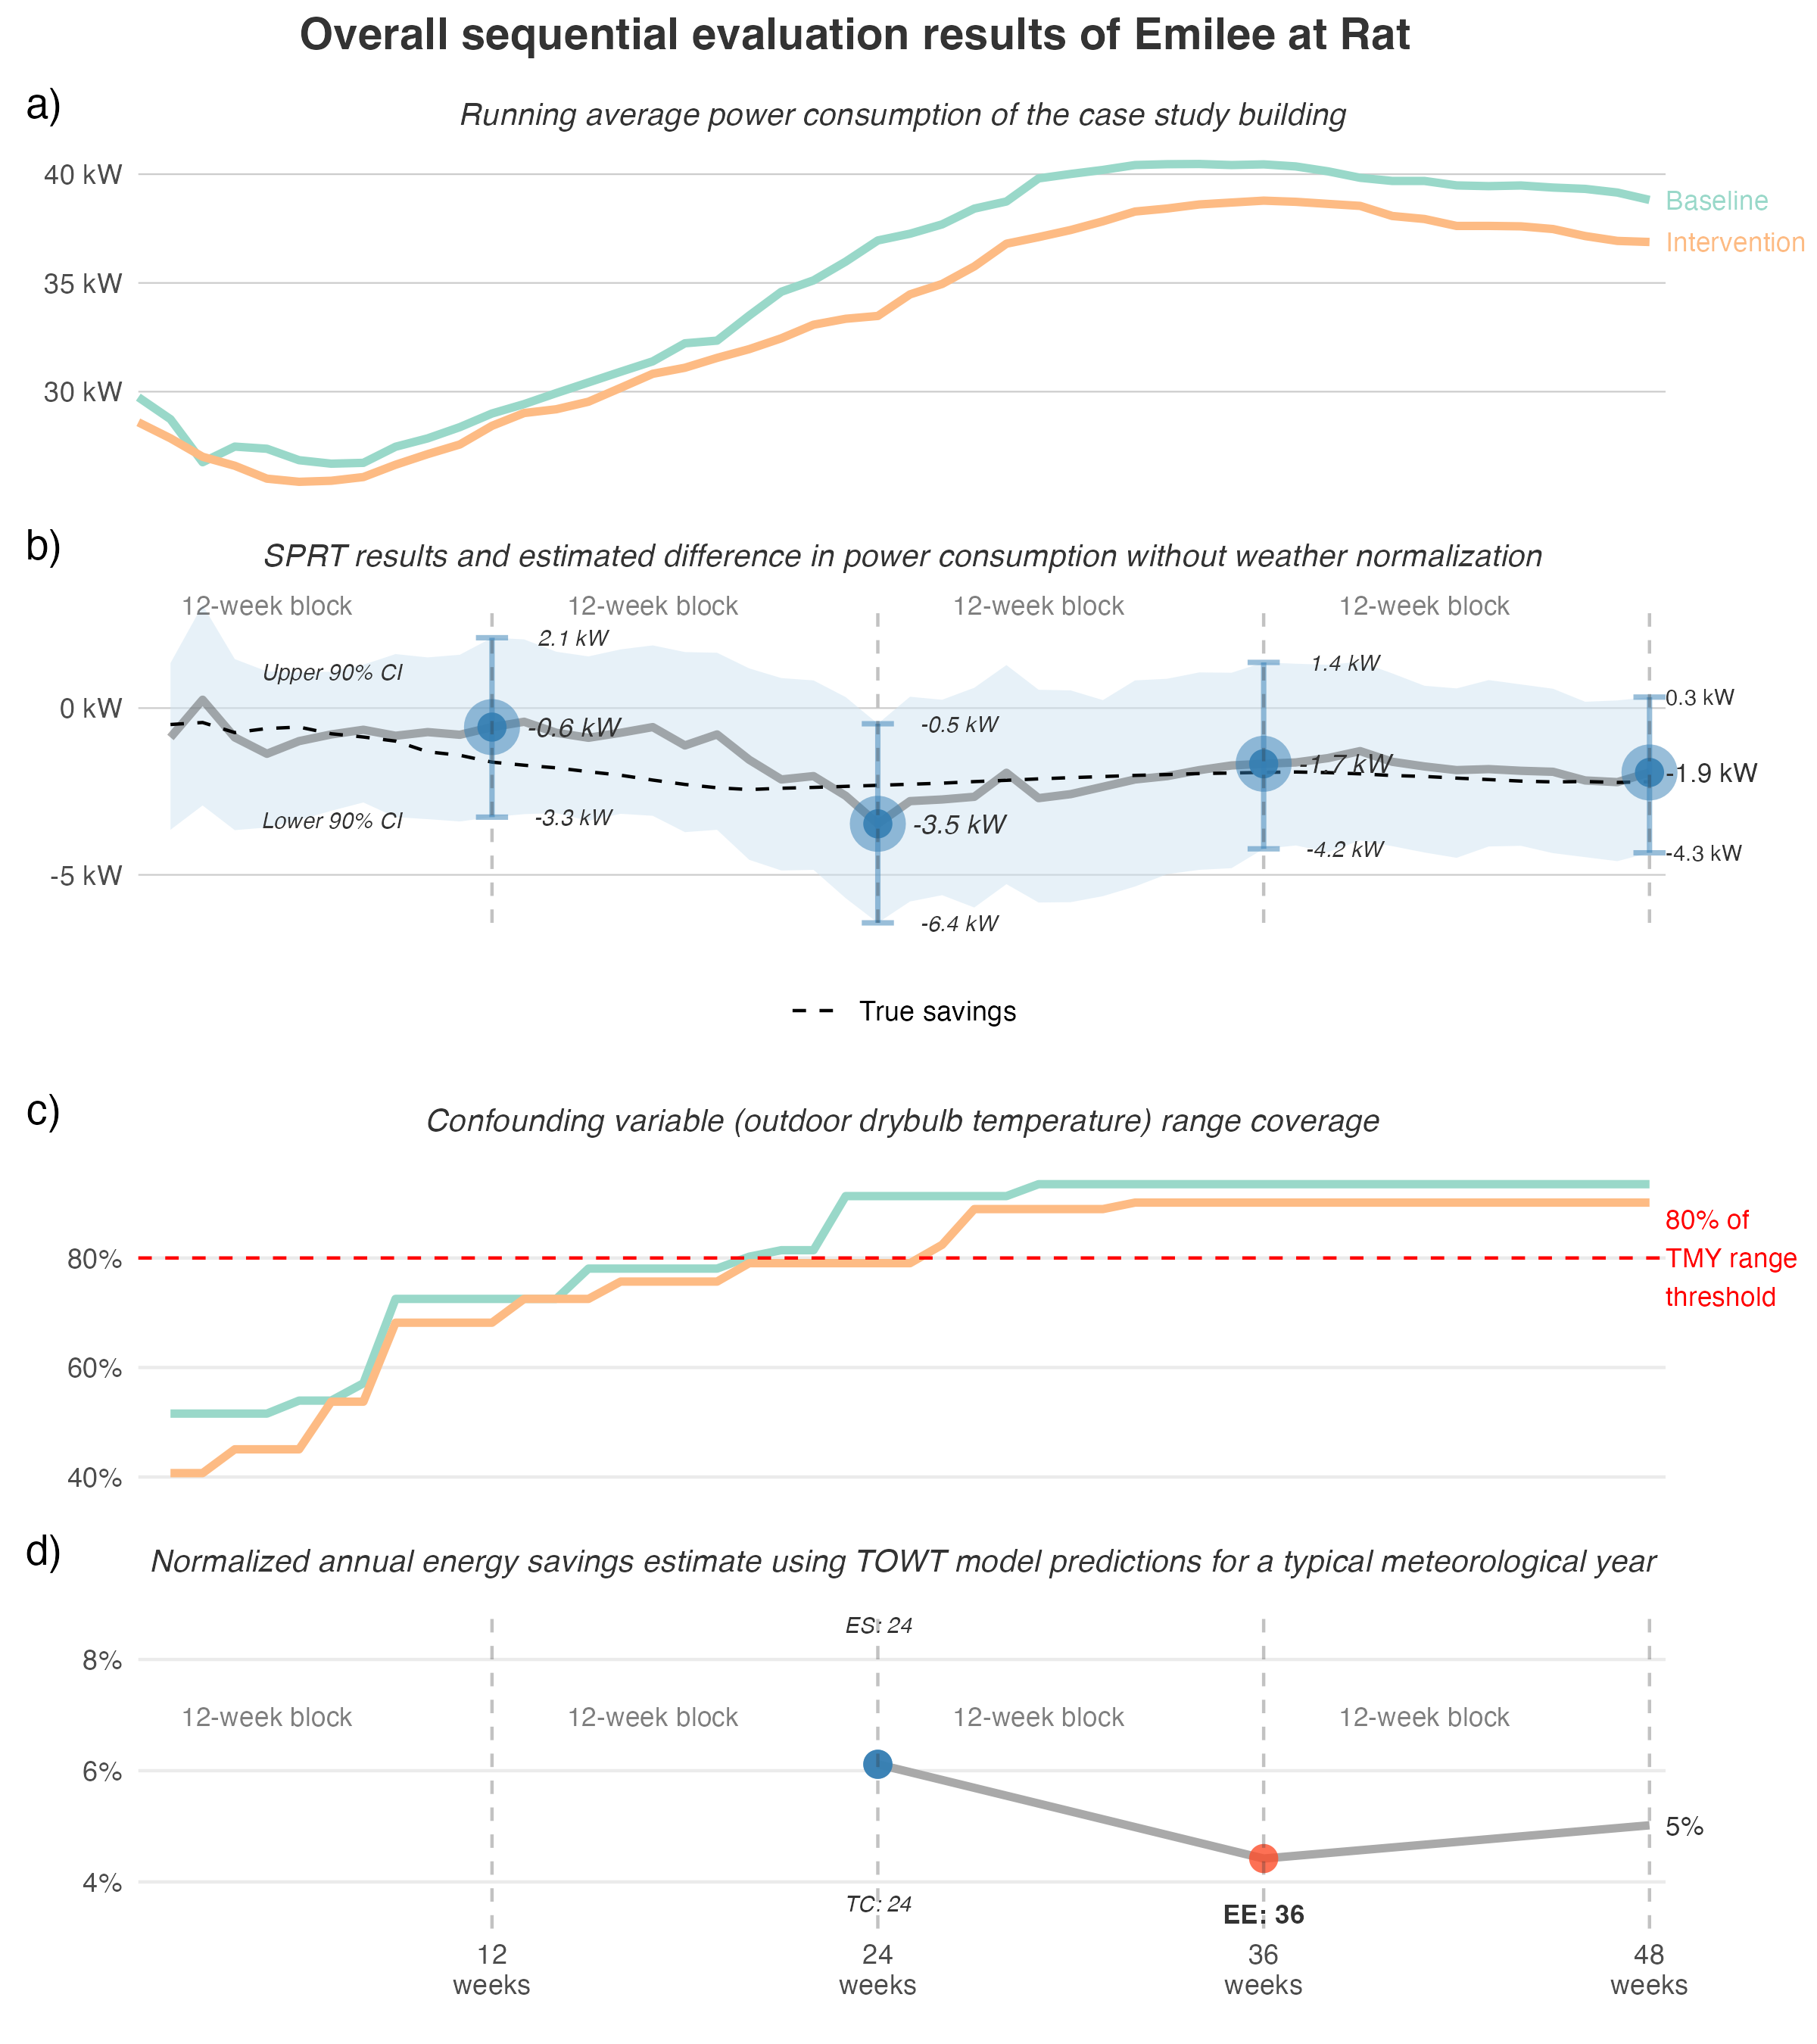 Overall sequential evaluation results of Emilee at Rat
a)
Running average power consumption of the case study building
40 kW
35 kW
30 kW
Baseline
Intervention
b)
SPRT results and estimated difference in power consumption without weather normalization
12-week block
12-week block
12-week block
12-week block
Upper 90% CI
Lower 90% CI
0 kW
-5 kW
2.1 kW
-0.6 kW
-3.3 kW
-0.5 kW
-3.5 kW
-6.4 kW
1.4 kW
-1.7 kW
-4.2 kW
0.3 kW
-1.9 kW
-4.3 kW
True savings
c)
Confounding variable (outdoor drybulb temperature) range coverage
80%
60%
40%
80% of
TMY range
threshold
d)
Normalized annual energy savings estimate using TOWT model predictions for a typical meteorological year
ES: 24
8%
12-week block
12-week block
12-week block
12-week block
6%
5%
4%
TC: 24
EE: 36
12
weeks
24
weeks
36
weeks
48
weeks